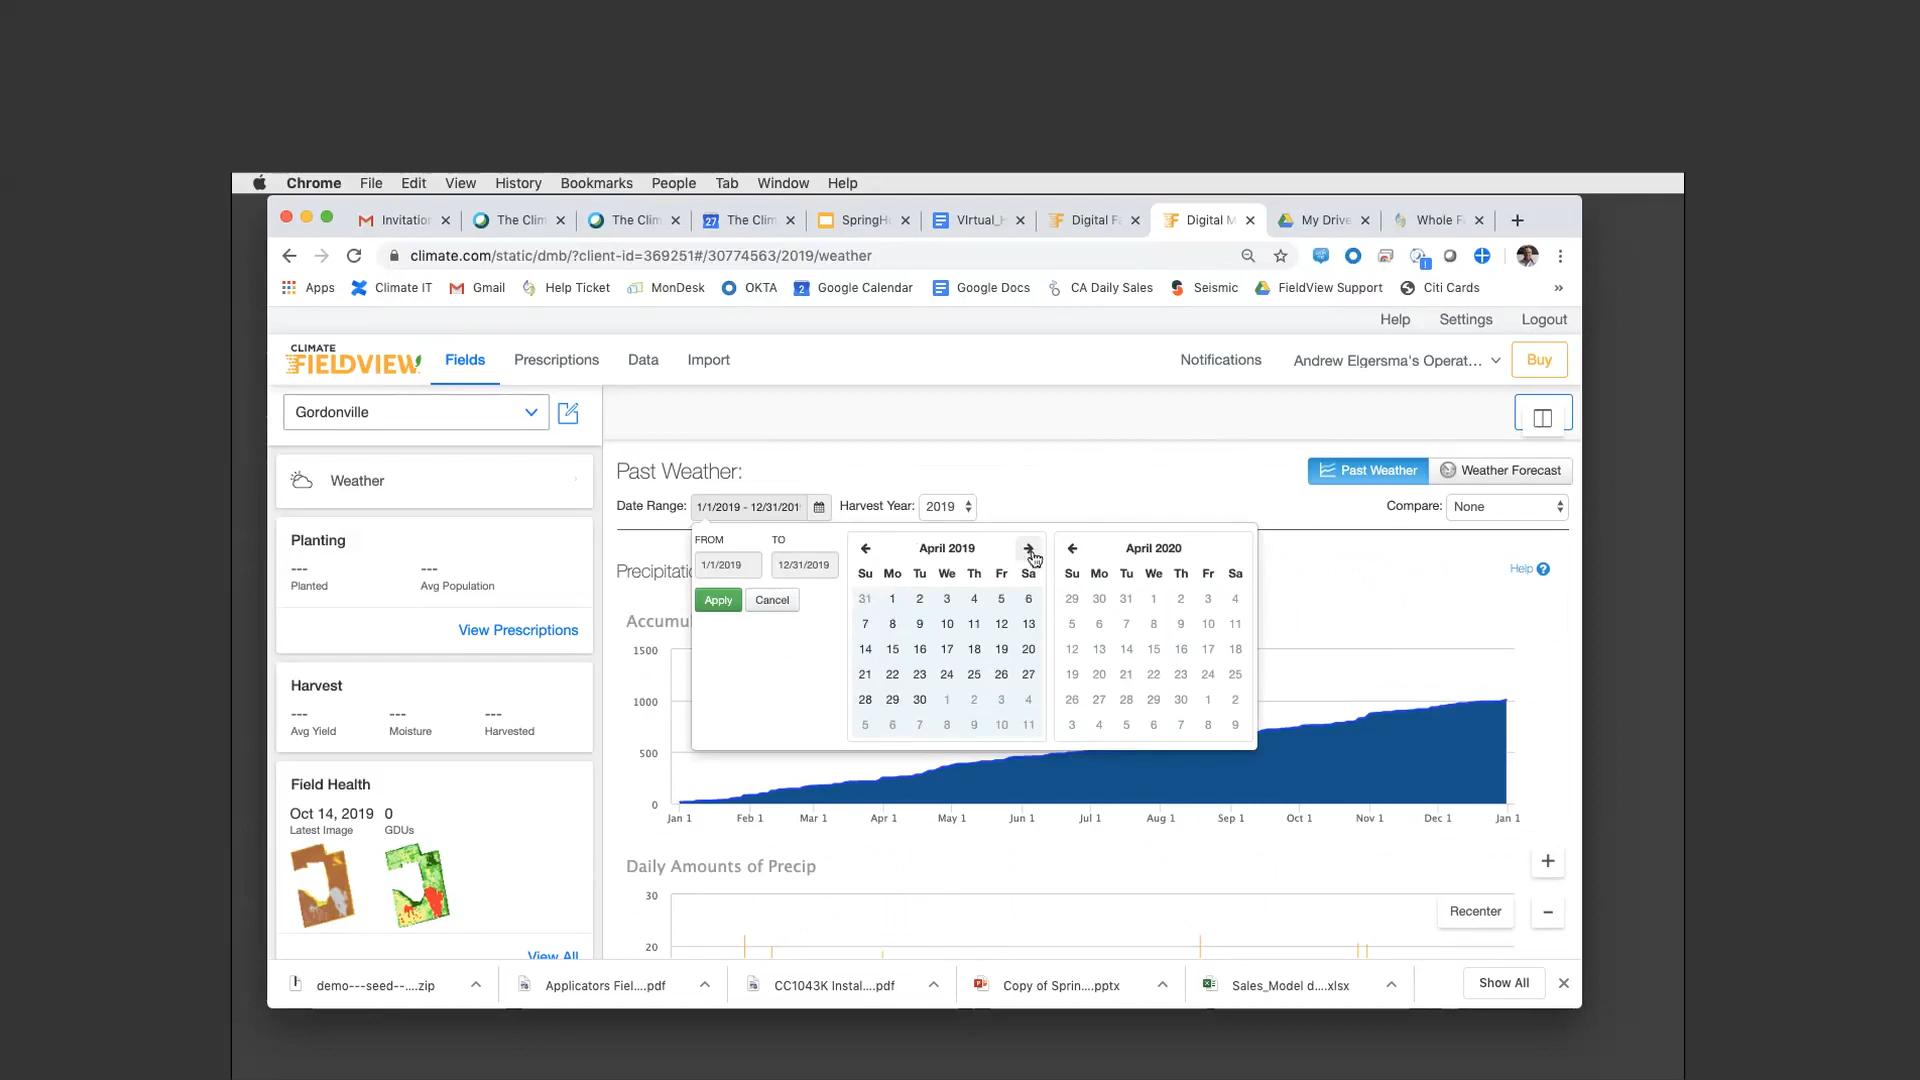 Chrome File Edit View History Bookmarks People Tab Window Help
Invitatio The Clim The Clim 27 The Clim SpringHo VIrtual_H Digital Fa Digital M My Drive Whole Fa
climate.com/static/dmb/?client-id=369251#/30774563/2019/weather
Apps Climate IT Gmail Help Ticket MonDesk OKTA 2 Google Calendar Google Docs CA Daily Sales Seismic FieldView Support Citi Cards »
Help Settings Logout
CLIMATE
FIELDVIEW Fields Prescriptions Data Import Notifications Andrew Elgersma's Operat... Buy
Gordonville
Weather
Planting
--- ---
Planted Avg Population
View Prescriptions
Harvest
--- --- ---
Avg Yield Moisture Harvested
Field Health
Oct 14, 2019 0
Latest Image GDUs
View All
Past Weather:
Past Weather Weather Forecast
Date Range: 1/1/2019 - 12/31/201 Harvest Year: 2019 Compare: None
FROM TO
1/1/2019 12/31/2019
Apply Cancel
April 2019
Su Mo Tu We Th Fr Sa
31 1 2 3 4 5 6
7 8 9 10 11 12 13
14 15 16 17 18 19 20
21 22 23 24 25 26 27
28 29 30 1 2 3 4
5 6 7 8 9 10 11
April 2020
Su Mo Tu We Th Fr Sa
29 30 31 1 2 3 4
5 6 7 8 9 10 11
12 13 14 15 16 17 18
19 20 21 22 23 24 25
26 27 28 29 30 1 2
3 4 5 6 7 8 9
Precipitatio
Help ?
Accumul
1500
1000
500
0
Jan 1 Feb 1 Mar 1 Apr 1 May 1 Jun 1 Jul 1 Aug 1 Sep 1 Oct 1 Nov 1 Dec 1 Jan 1
Daily Amounts of Precip
30
20
+
Recenter −
demo---seed--....zip Applicators Fiel....pdf CC1043K Instal....pdf Copy of Sprin....pptx Sales_Model d....xlsx Show All